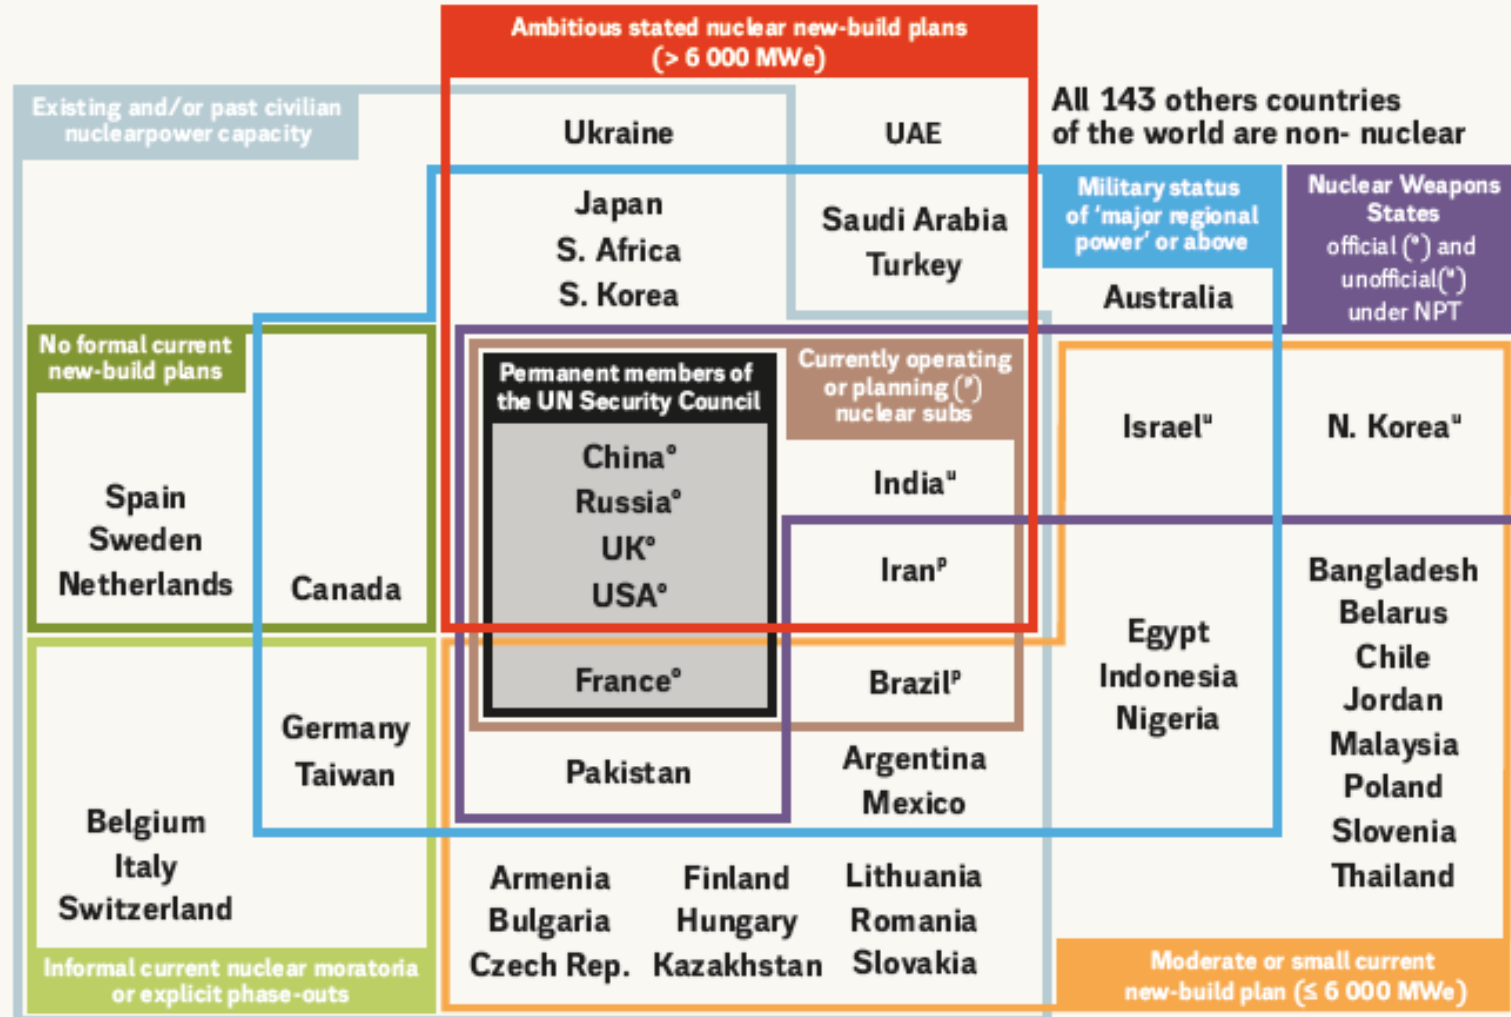 Ambitious stated nuclear new-build plans
(> 6 000 MWe)
Existing and/or past civilian
nuclearpower capacity
All 143 others countries
of the world are non- nuclear
Ukraine
UAE
Military status
of ‘major regional
power’ or above
Nuclear Weapons
States
official (º) and
unofficial(ᵘ)
under NPT
Japan
S. Africa
S. Korea
Saudi Arabia
Turkey
Australia
No formal current
new-build plans
Permanent members of
the UN Security Council
Currently operating
or planning (ᵖ)
nuclear subs
Israelᵘ
N. Koreaᵘ
Chinaº
Russiaº
UKº
USAº
Indiaᵘ
Iranᵖ
Spain
Sweden
Netherlands
Canada
Franceº
Brazilᵖ
Egypt
Indonesia
Nigeria
Bangladesh
Belarus
Chile
Jordan
Malaysia
Poland
Slovenia
Thailand
Germany
Taiwan
Pakistan
Argentina
Mexico
Belgium
Italy
Switzerland
Armenia
Bulgaria
Czech Rep.
Finland
Hungary
Kazakhstan
Lithuania
Romania
Slovakia
Informal current nuclear moratoria
or explicit phase-outs
Moderate or small current
new-build plan (≤ 6 000 MWe)